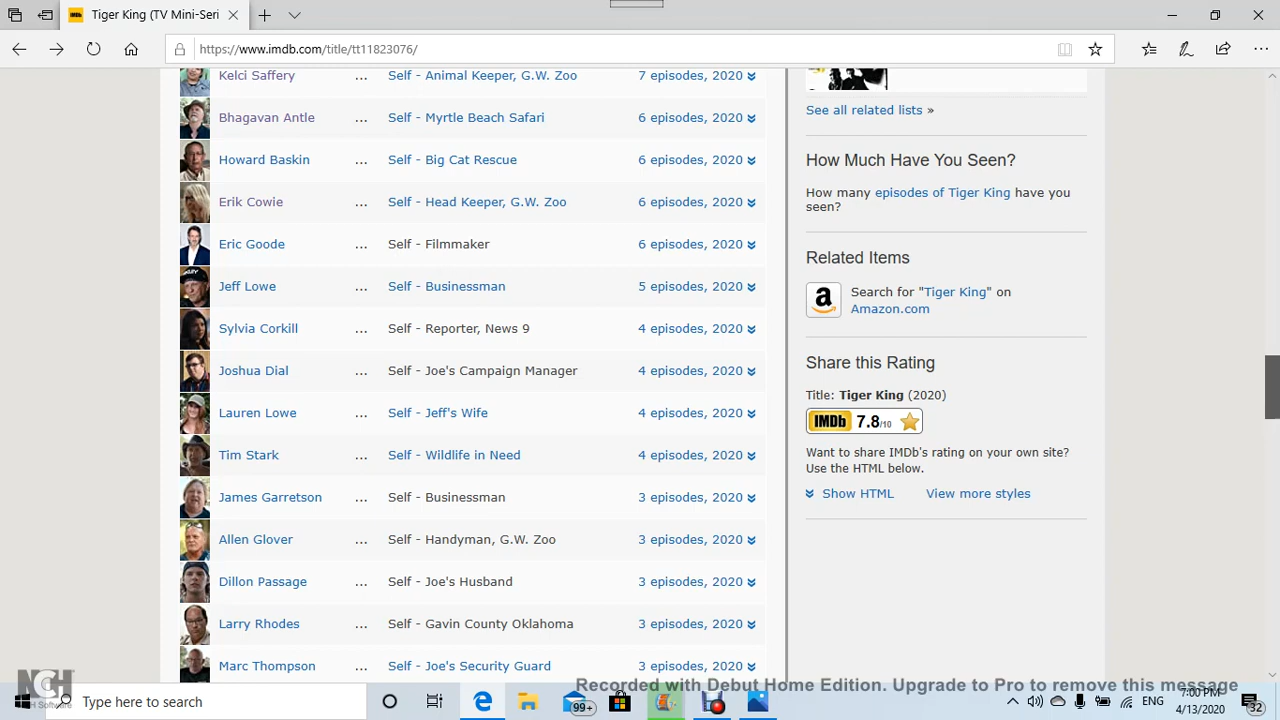 IMDb Tiger King (TV Mini-Seri
https://www.imdb.com/title/tt11823076/
Kelci Saffery ... Self - Animal Keeper, G.W. Zoo 7 episodes, 2020
Bhagavan Antle ... Self - Myrtle Beach Safari 6 episodes, 2020
Howard Baskin ... Self - Big Cat Rescue 6 episodes, 2020
Erik Cowie ... Self - Head Keeper, G.W. Zoo 6 episodes, 2020
Eric Goode ... Self - Filmmaker 6 episodes, 2020
Jeff Lowe ... Self - Businessman 5 episodes, 2020
Sylvia Corkill ... Self - Reporter, News 9 4 episodes, 2020
Joshua Dial ... Self - Joe's Campaign Manager 4 episodes, 2020
Lauren Lowe ... Self - Jeff's Wife 4 episodes, 2020
Tim Stark ... Self - Wildlife in Need 4 episodes, 2020
James Garretson ... Self - Businessman 3 episodes, 2020
Allen Glover ... Self - Handyman, G.W. Zoo 3 episodes, 2020
Dillon Passage ... Self - Joe's Husband 3 episodes, 2020
Larry Rhodes ... Self - Gavin County Oklahoma 3 episodes, 2020
Marc Thompson ... Self - Joe's Security Guard 3 episodes, 2020
See all related lists »
How Much Have You Seen?
How many episodes of Tiger King have you
seen?
Related Items
a
Search for "Tiger King" on
Amazon.com
Share this Rating
Title: Tiger King (2020)
IMDb 7.8/10
Want to share IMDb's rating on your own site?
Use the HTML below.
Show HTML View more styles
Recorded with Debut Home Edition. Upgrade to Pro to remove this message
NCH
NCH Software
Type here to search
99+
ENG
7:00 PM
4/13/2020
32